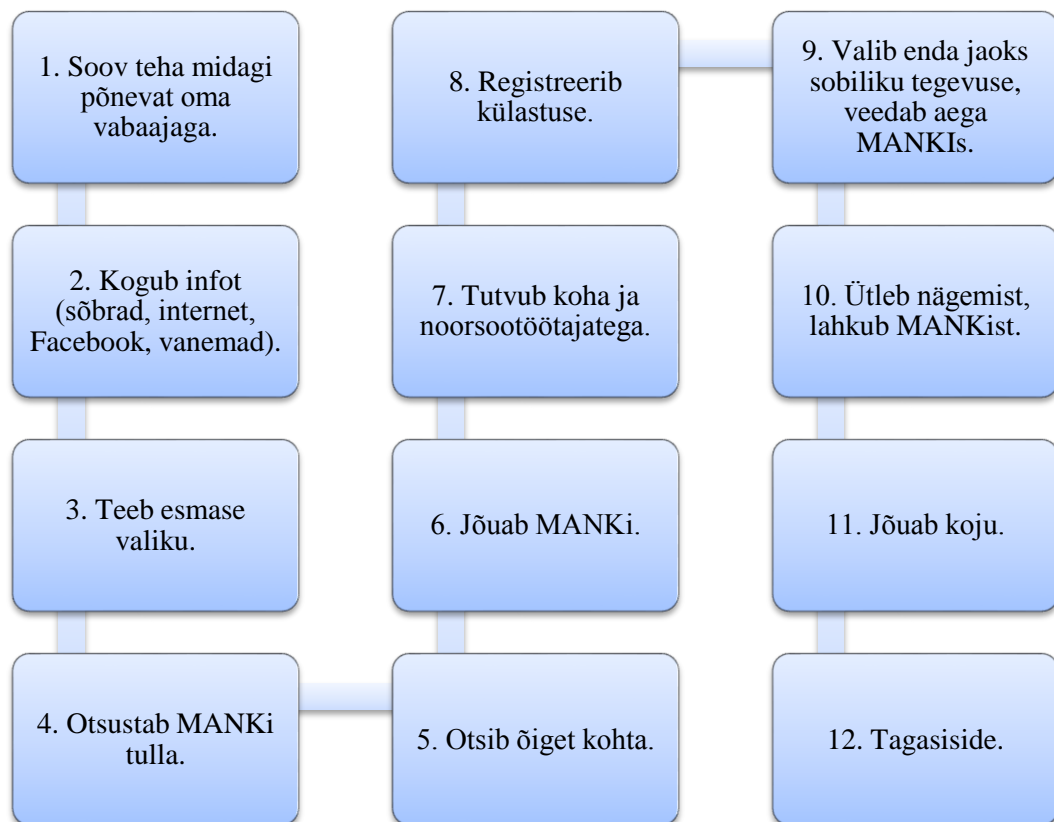 1. Soov teha midagi
põnevat oma
vabaajaga.
2. Kogub infot
(sõbrad, internet,
Facebook, vanemad).
3. Teeb esmase
valiku.
4. Otsustab MANKi
tulla.
5. Otsib õiget kohta.
6. Jõuab MANKi.
7. Tutvub koha ja
noorsootöötajatega.
8. Registreerib
külastuse.
9. Valib enda jaoks
sobiliku tegevuse,
veedab aega
MANKIs.
10. Ütleb nägemist,
lahkub MANKist.
11. Jõuab koju.
12. Tagasiside.